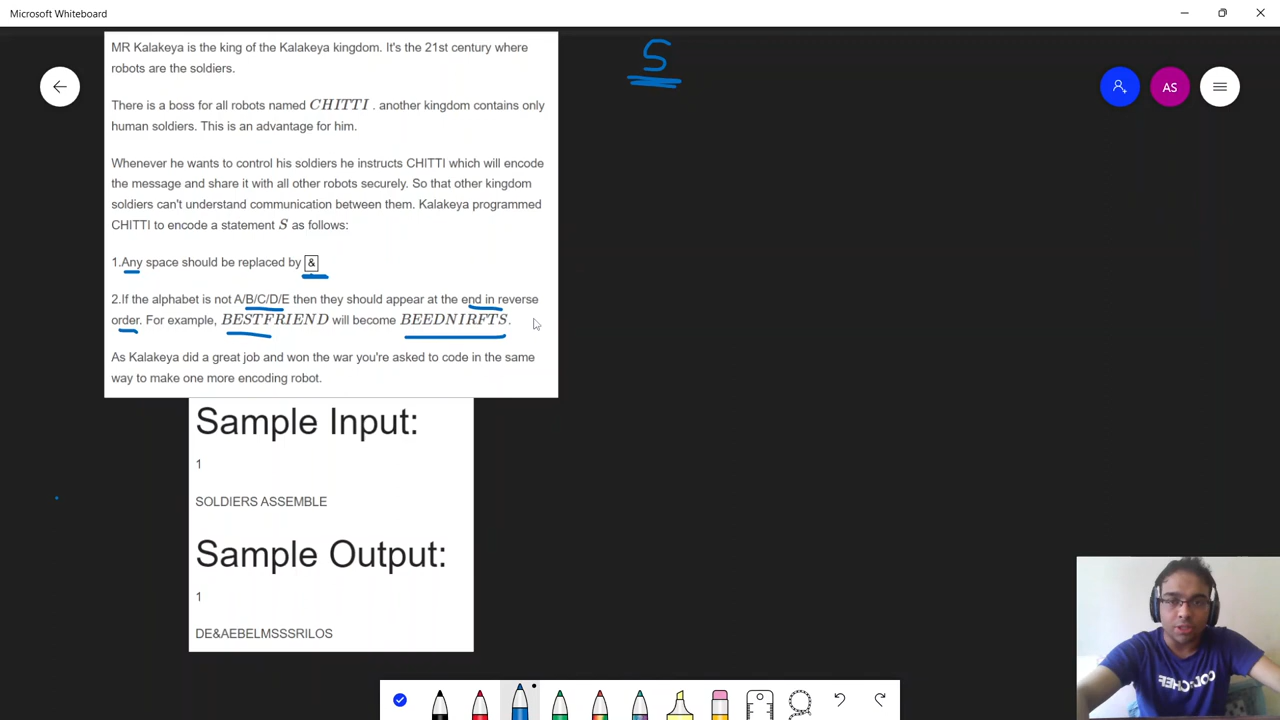 Microsoft Whiteboard
MR Kalakeya is the king of the Kalakeya kingdom. It's the 21st century where
robots are the soldiers.
There is a boss for all robots named CHITTI . another kingdom contains only
human soldiers. This is an advantage for him.
Whenever he wants to control his soldiers he instructs CHITTI which will encode
the message and share it with all other robots securely. So that other kingdom
soldiers can't understand communication between them. Kalakeya programmed
CHITTI to encode a statement S as follows:
1.Any space should be replaced by &
2.If the alphabet is not A/B/C/D/E then they should appear at the end in reverse
order. For example, BESTFRIEND will become BEEDNIRFTS.
As Kalakeya did a great job and won the war you're asked to code in the same
way to make one more encoding robot.
Sample Input:
1
SOLDIERS ASSEMBLE
Sample Output:
1
DE&AEBELMSSSRILOS
S
AS